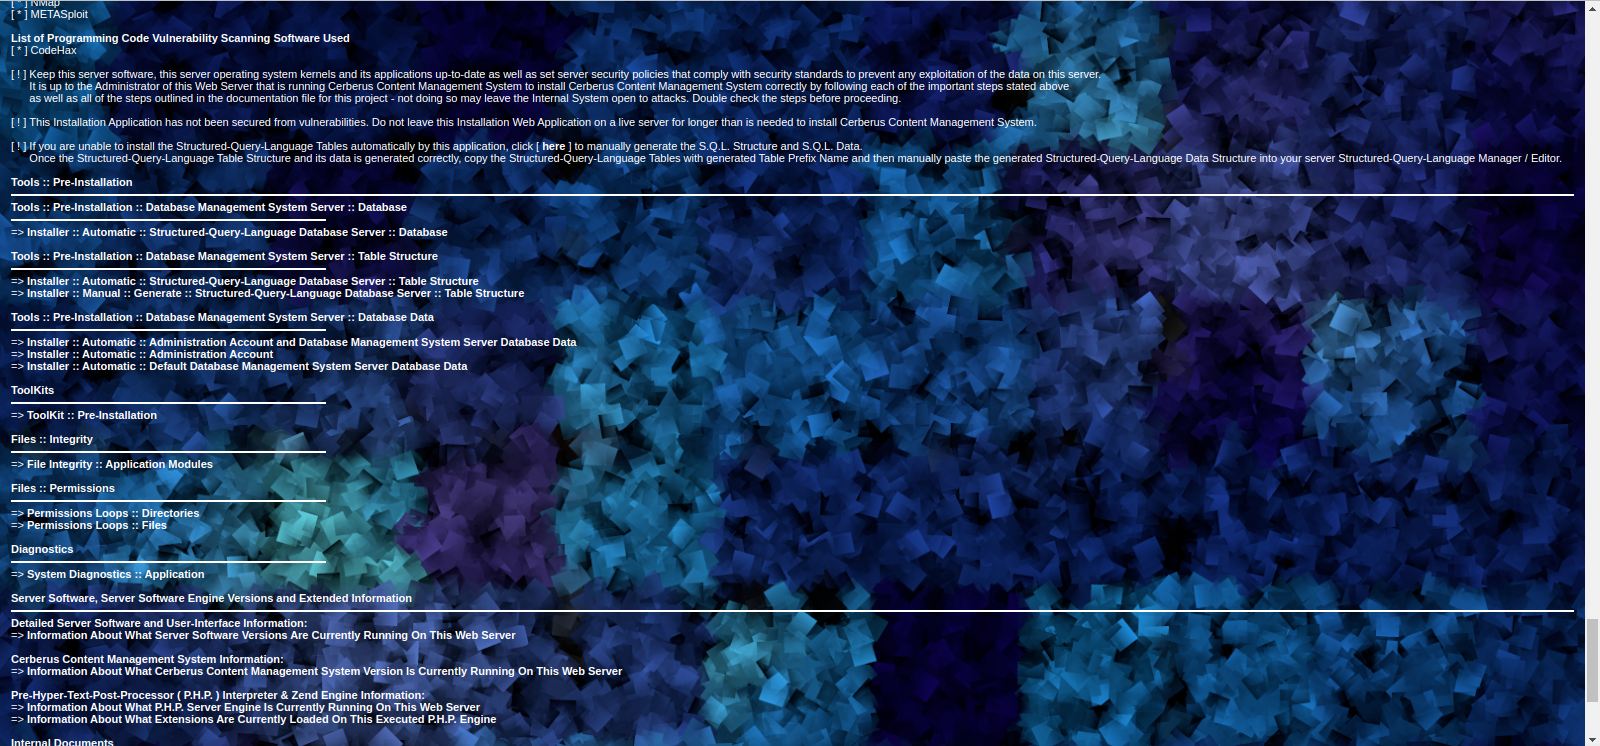 [ * ] NMap
[ * ] METASploit
List of Programming Code Vulnerability Scanning Software Used
[ * ] CodeHax
[ ! ] Keep this server software, this server operating system kernels and its applications up-to-date as well as set server security policies that comply with security standards to prevent any exploitation of the data on this server.
It is up to the Administrator of this Web Server that is running Cerberus Content Management System to install Cerberus Content Management System correctly by following each of the important steps stated above
as well as all of the steps outlined in the documentation file for this project - not doing so may leave the Internal System open to attacks. Double check the steps before proceeding.
[ ! ] This Installation Application has not been secured from vulnerabilities. Do not leave this Installation Web Application on a live server for longer than is needed to install Cerberus Content Management System.
[ ! ] If you are unable to install the Structured-Query-Language Tables automatically by this application, click [ here ] to manually generate the S.Q.L. Structure and S.Q.L. Data.
Once the Structured-Query-Language Table Structure and its data is generated correctly, copy the Structured-Query-Language Tables with generated Table Prefix Name and then manually paste the generated Structured-Query-Language Data Structure into your server Structured-Query-Language Manager / Editor.
Tools :: Pre-Installation
Tools :: Pre-Installation :: Database Management System Server :: Database
=> Installer :: Automatic :: Structured-Query-Language Database Server :: Database
Tools :: Pre-Installation :: Database Management System Server :: Table Structure
=> Installer :: Automatic :: Structured-Query-Language Database Server :: Table Structure
=> Installer :: Manual :: Generate :: Structured-Query-Language Database Server :: Table Structure
Tools :: Pre-Installation :: Database Management System Server :: Database Data
=> Installer :: Automatic :: Administration Account and Database Management System Server Database Data
=> Installer :: Automatic :: Administration Account
=> Installer :: Automatic :: Default Database Management System Server Database Data
ToolKits
=> ToolKit :: Pre-Installation
Files :: Integrity
=> File Integrity :: Application Modules
Files :: Permissions
=> Permissions Loops :: Directories
=> Permissions Loops :: Files
Diagnostics
=> System Diagnostics :: Application
Server Software, Server Software Engine Versions and Extended Information
Detailed Server Software and User-Interface Information:
=> Information About What Server Software Versions Are Currently Running On This Web Server
Cerberus Content Management System Information:
=> Information About What Cerberus Content Management System Version Is Currently Running On This Web Server
Pre-Hyper-Text-Post-Processor ( P.H.P. ) Interpreter & Zend Engine Information:
=> Information About What P.H.P. Server Engine Is Currently Running On This Web Server
=> Information About What Extensions Are Currently Loaded On This Executed P.H.P. Engine
Internal Documents